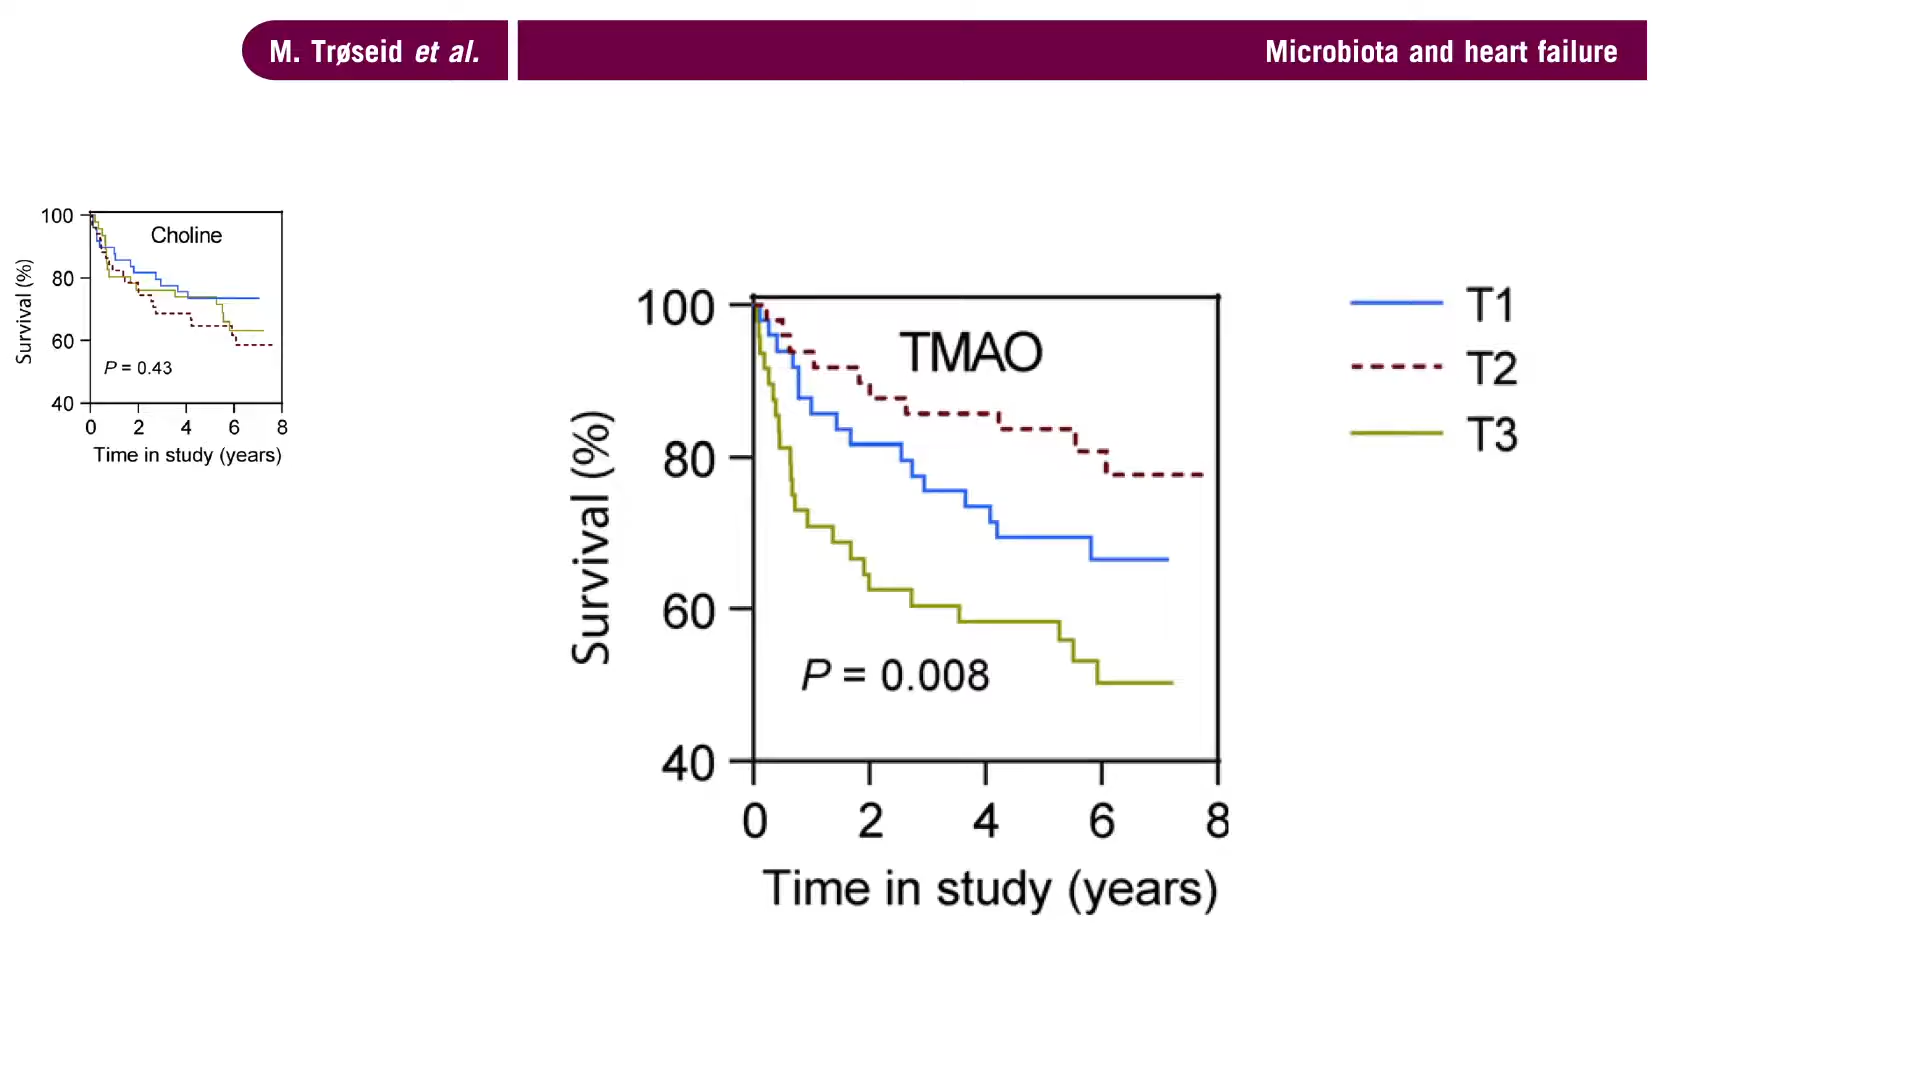 M. Trøseid et al.
Microbiota and heart failure
Choline
Survival (%)
100
80
60
40
P = 0.43
0 2 4 6 8
Time in study (years)
TMAO
Survival (%)
100
80
60
40
P = 0.008
0 2 4 6 8
Time in study (years)
T1
T2
T3